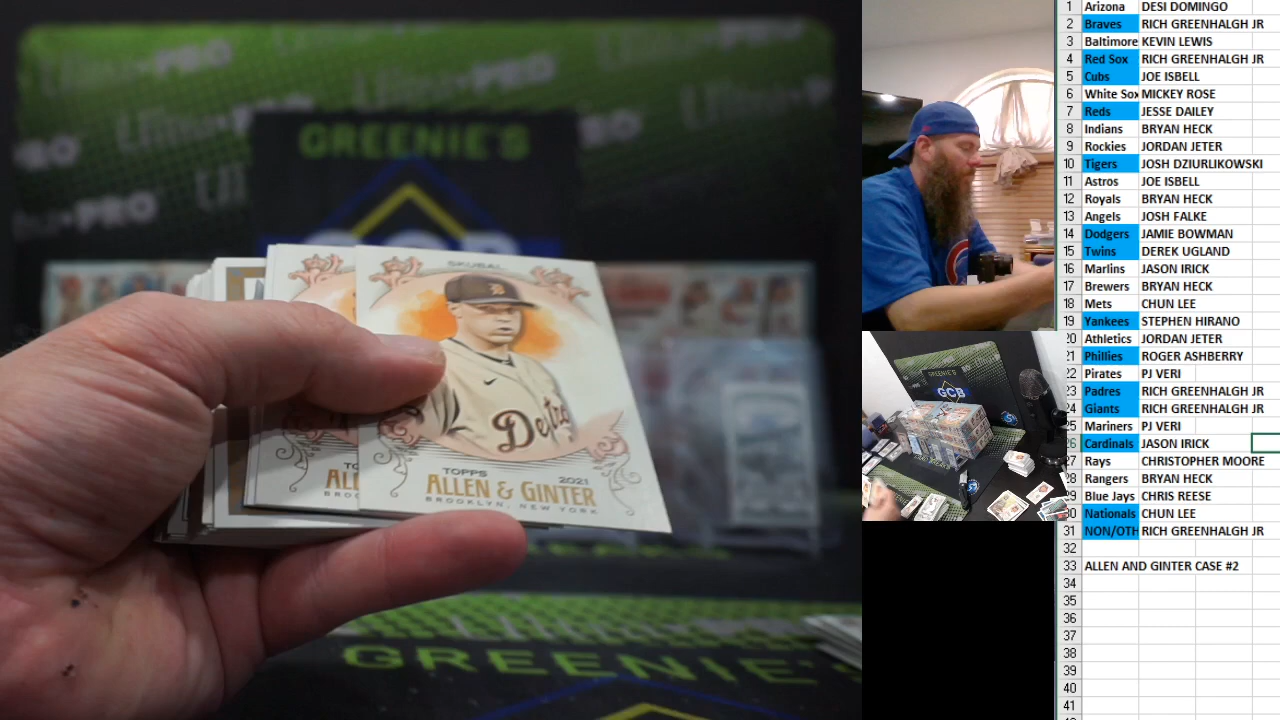 GREENIE'S
GCB
SKUBAL
Detro
TOPPS
2021
ALLEN & GINTER
BROOKLYN, NEW YORK
TO
ALL
BROO
GREENIE'S
GREENIE'S
GCB
1 Arizona DESI DOMINGO
2 Braves RICH GREENHALGH JR
3 Baltimore KEVIN LEWIS
4 Red Sox RICH GREENHALGH JR
5 Cubs JOE ISBELL
6 White Sox MICKEY ROSE
7 Reds JESSE DAILEY
8 Indians BRYAN HECK
9 Rockies JORDAN JETER
10 Tigers JOSH DZIURLIKOWSKI
11 Astros JOE ISBELL
12 Royals BRYAN HECK
13 Angels JOSH FALKE
14 Dodgers JAMIE BOWMAN
15 Twins DEREK UGLAND
16 Marlins JASON IRICK
17 Brewers BRYAN HECK
18 Mets CHUN LEE
19 Yankees STEPHEN HIRANO
20 Athletics JORDAN JETER
21 Phillies ROGER ASHBERRY
22 Pirates PJ VERI
23 Padres RICH GREENHALGH JR
24 Giants RICH GREENHALGH JR
25 Mariners PJ VERI
26 Cardinals JASON IRICK
27 Rays CHRISTOPHER MOORE
28 Rangers BRYAN HECK
29 Blue Jays CHRIS REESE
30 Nationals CHUN LEE
31 NON/OTH RICH GREENHALGH JR
32
33 ALLEN AND GINTER CASE #2
34
35
36
37
38
39
40
41